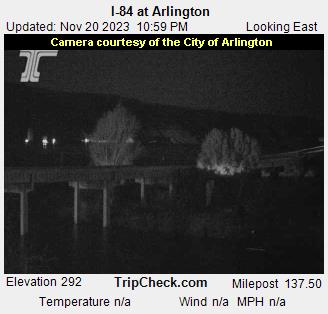 I-84 at Arlington
Updated: Nov 20 2023 10:59 PM Looking East
Camera courtesy of the City of Arlington
Elevation 292 TripCheck.com Milepost 137.50
Temperature n/a Wind n/a MPH n/a